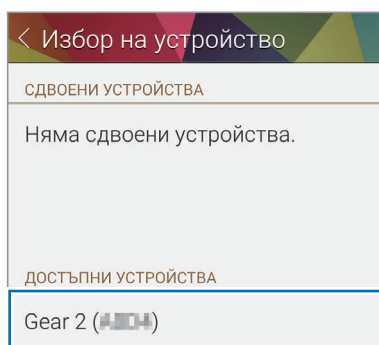 < Избор на устройство
СДВОЕНИ УСТРОЙСТВА
Няма сдвоени устройства.
ДОСТЪПНИ УСТРОЙСТВА
Gear 2 ()